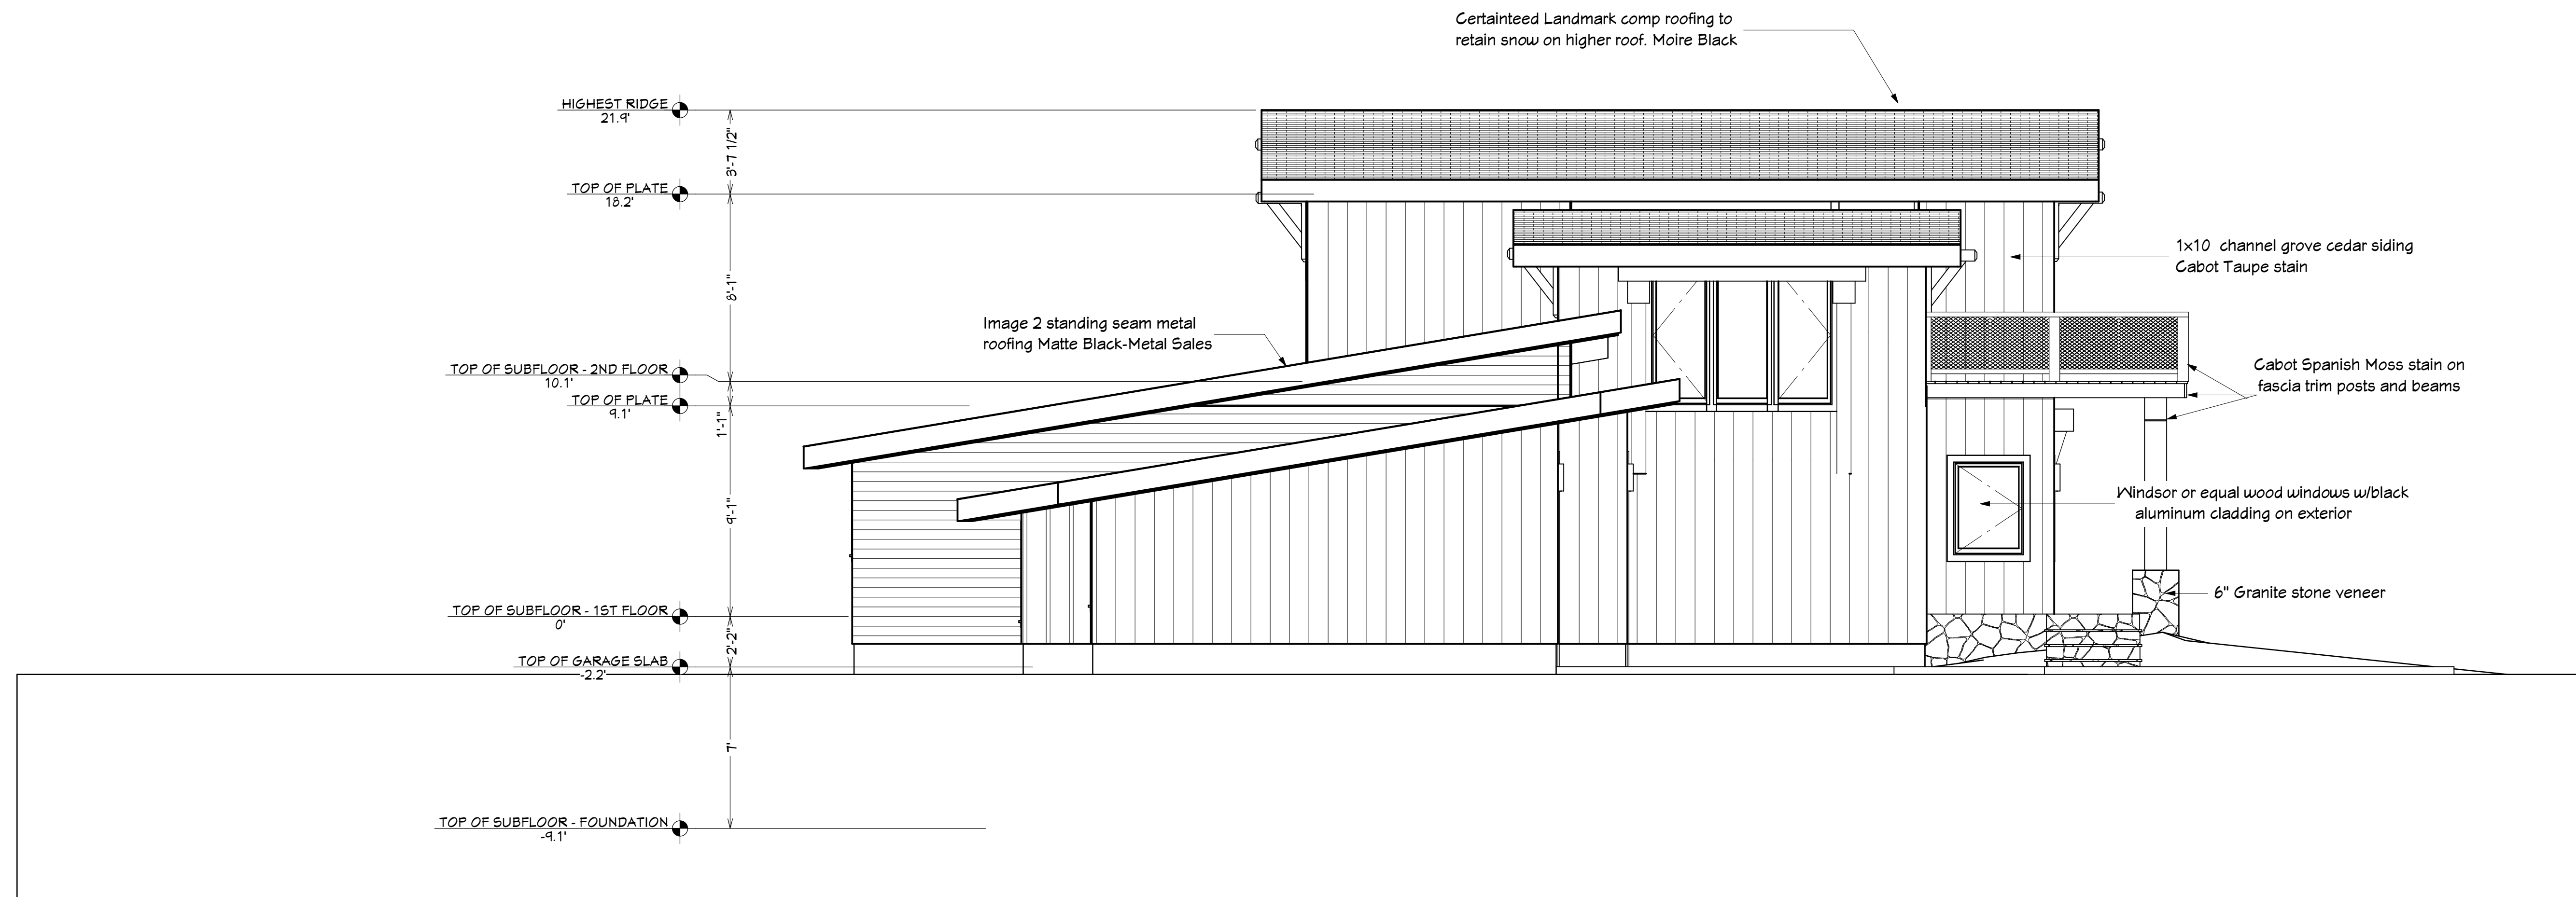 Certainteed Landmark comp roofing to
retain snow on higher roof. Moire Black
HIGHEST RIDGE
21.9'
3'-7 1/2"
TOP OF PLATE
18.2'
8'-1"
1x10 channel grove cedar siding
Cabot Taupe stain
Image 2 standing seam metal
roofing Matte Black-Metal Sales
TOP OF SUBFLOOR - 2ND FLOOR
10.1'
Cabot Spanish Moss stain on
fascia trim posts and beams
TOP OF PLATE
9.1'
1'-1"
9'-1"
Windsor or equal wood windows w/black
aluminum cladding on exterior
6" Granite stone veneer
TOP OF SUBFLOOR - 1ST FLOOR
0'
2'-2"
TOP OF GARAGE SLAB
-2.2'
7'
TOP OF SUBFLOOR - FOUNDATION
-9.1'